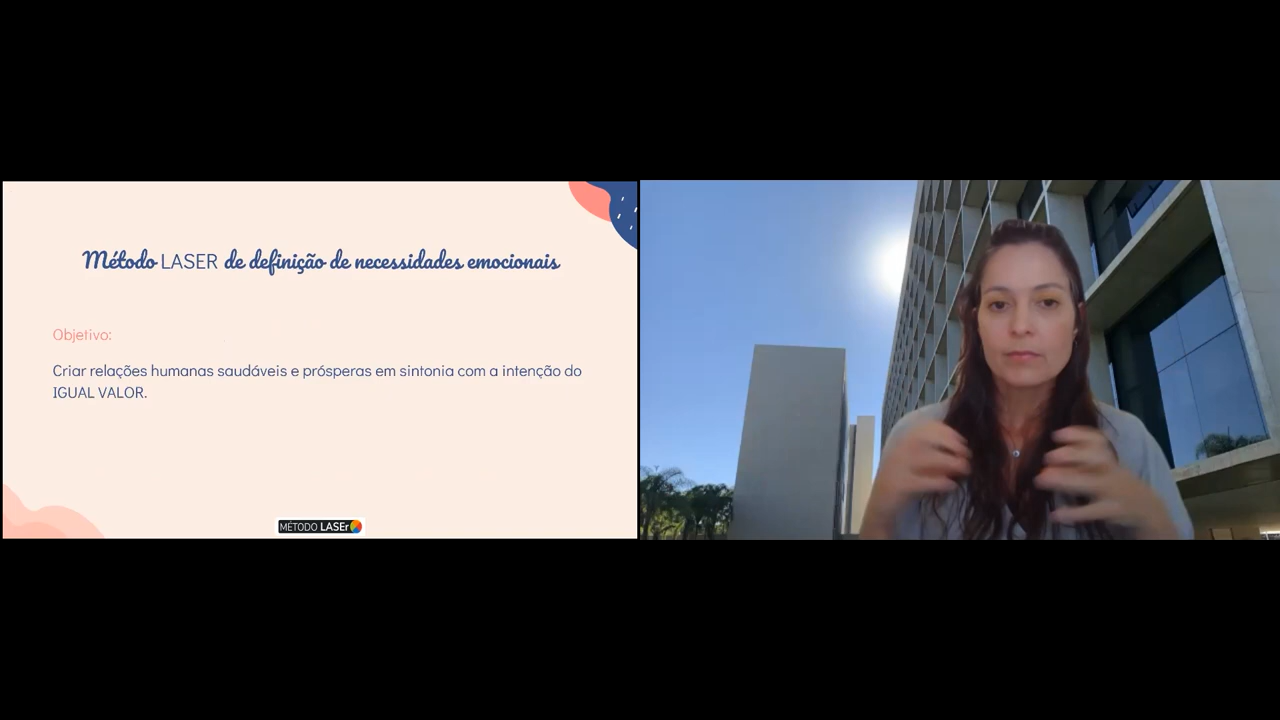 Método LASER de definição de necessidades emocionais
Objetivo:
Criar relações humanas saudáveis e prósperas em sintonia com a intenção do
IGUAL VALOR.
MÉTODO LASEr